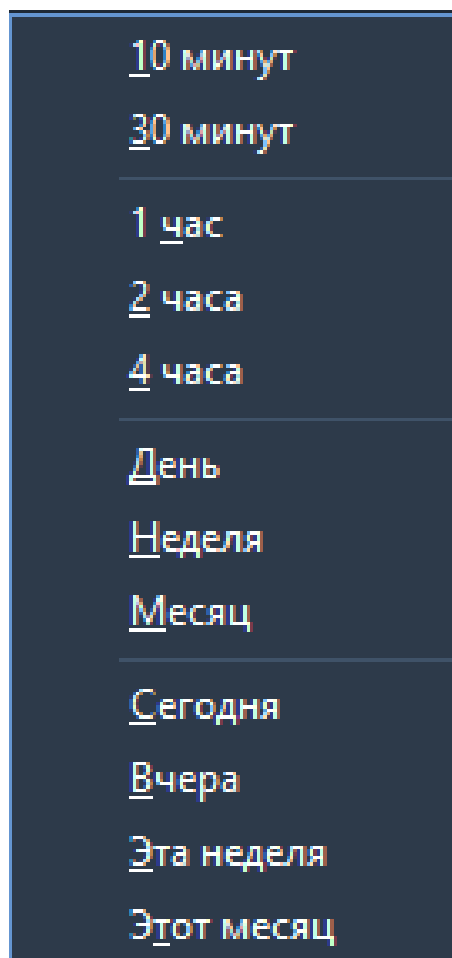 10 минут
30 минут
1 час
2 часа
4 часа
День
Неделя
Месяц
Сегодня
Вчера
Эта неделя
Этот месяц